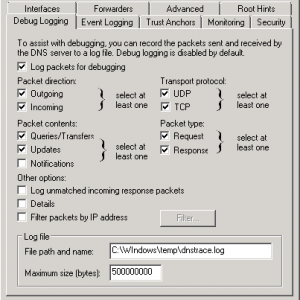 Interfaces Forwarders Advanced Root Hints
Debug Logging Event Logging Trust Anchors Monitoring Security
To assist with debugging, you can record the packets sent and received by
the DNS server to a log file. Debug logging is disabled by default.
Log packets for debugging
Packet direction: Transport protocol:
Outgoing UDP
select at select at
Incoming least one TCP least one
Packet contents: Packet type:
Queries/Transfers Request
select at select at
Updates least one Response least one
Notifications
Other options:
Log unmatched incoming response packets
Details
Filter packets by IP address Filter...
Log file
File path and name: C:\WIndows\temp\dnstrace.log
Maximum size (bytes): 500000000